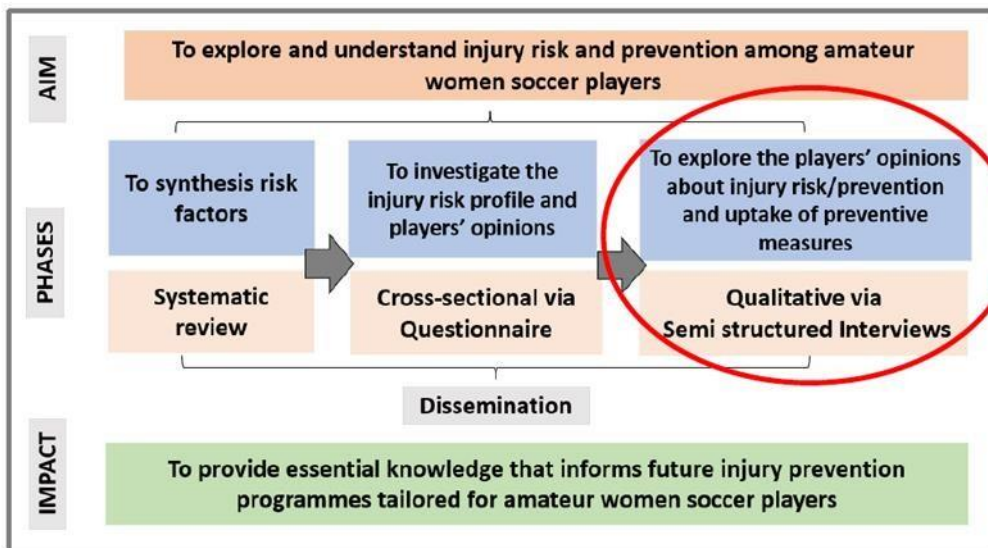 AIM
To explore and understand injury risk and prevention among amateur
women soccer players
PHASES
To synthesis risk
factors
To investigate the
injury risk profile and
players' opinions
To explore the players' opinions
about injury risk/prevention
and uptake of preventive
measures
Systematic
review
Cross-sectional via
Questionnaire
Qualitative via
Semi structured Interviews
Dissemination
IMPACT
To provide essential knowledge that informs future injury prevention
programmes tailored for amateur women soccer players